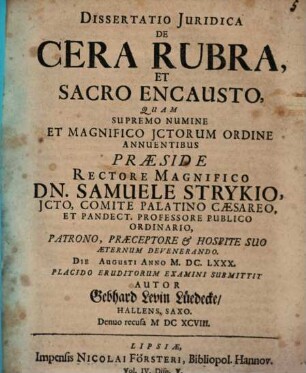 5
DISSERTATIO JURIDICA
DE
CERA RUBRA,
ET
SACRO ENCAUSTO,
QUAM
SUPREMO NUMINE
ET MAGNIFICO JCTORUM ORDINE
ANNUENTIBUS
PRÆSIDE
RECTORE MAGNIFICO
DN. SAMUELE STRYKIO,
JCTO, COMITE PALATINO CÆSAREO,
ET PANDECT. PROFESSORE PUBLICO
ORDINARIO,
PATRONO, PRÆCEPTORE & HOSPITE SUO
ÆTERNUM DEVENERANDO.
DIE AUGUSTI ANNO M. DC. LXXX.
PLACIDO ERUDITORUM EXAMINI SUBMITTIT
AUTOR
Gebhard Levin Lüedecke/
HALLENS, SAXO.
Denuo recusa M DC XCVIII.
LIPSIÆ,
Impensis NICOLAI FÖRSTERI, Bibliopol. Hannov.
Vol. IV. Disp. X.